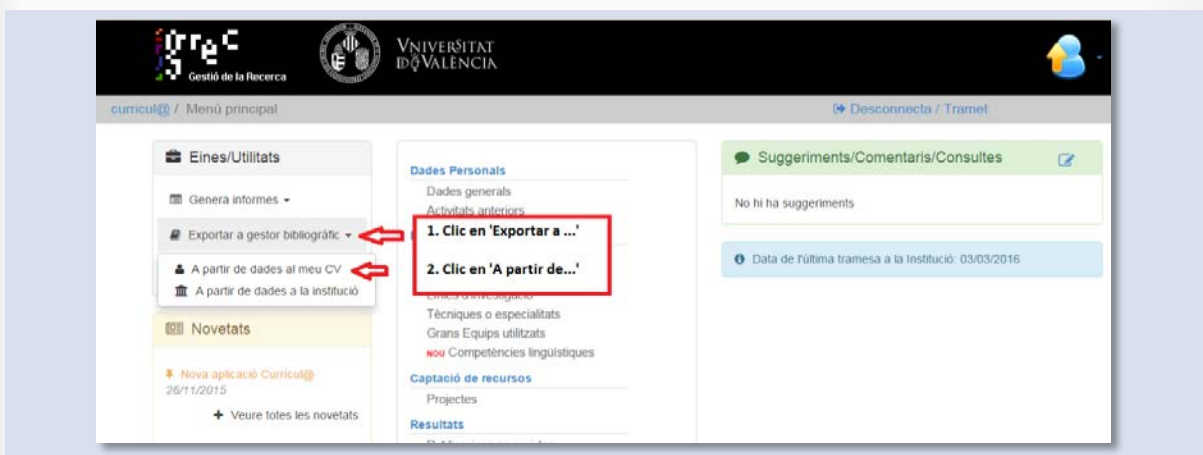 grec
Gestió de la Recerca
VNIVERSITAT
D VALÈNCIA
curricul@ / Menú principal
Desconnecta / Tramet
Eines/Utilitats
Genera informes
Exportar a gestor bibliogràfic
A partir de dades al meu CV
A partir de dades a la institució
Novetats
Nova aplicació Curricul@
26/11/2015
Veure totes les novetats
Dades Personals
Dades generals
Activitats anteriors
1. Clic en 'Exportar a ...'
2. Clic en 'A partir de...'
Línies d'investigació
Tècniques o especialitats
Grans Equips utilitzats
NOU Competències lingüístiques
Captació de recursos
Projectes
Resultats
Suggeriments/Comentaris/Consultes
No hi ha suggeriments
Data de l'última tramesa a la Institució: 03/03/2016